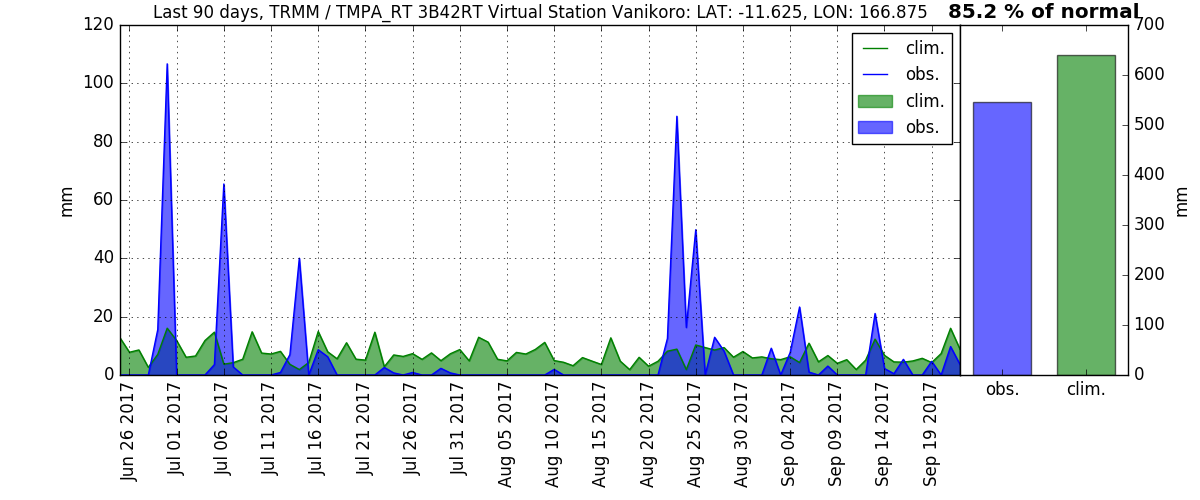 Last 90 days, TRMM / TMPA_RT 3B42RT Virtual Station Vanikoro: LAT: -11.625, LON: 166.875
85.2 % of normal
120
100
80
60
40
20
0
mm
clim.
obs.
clim.
obs.
Jun 26 2017
Jul 01 2017
Jul 06 2017
Jul 11 2017
Jul 16 2017
Jul 21 2017
Jul 26 2017
Jul 31 2017
Aug 05 2017
Aug 10 2017
Aug 15 2017
Aug 20 2017
Aug 25 2017
Aug 30 2017
Sep 04 2017
Sep 09 2017
Sep 14 2017
Sep 19 2017
700
600
500
400
300
200
100
0
mm
obs.
clim.